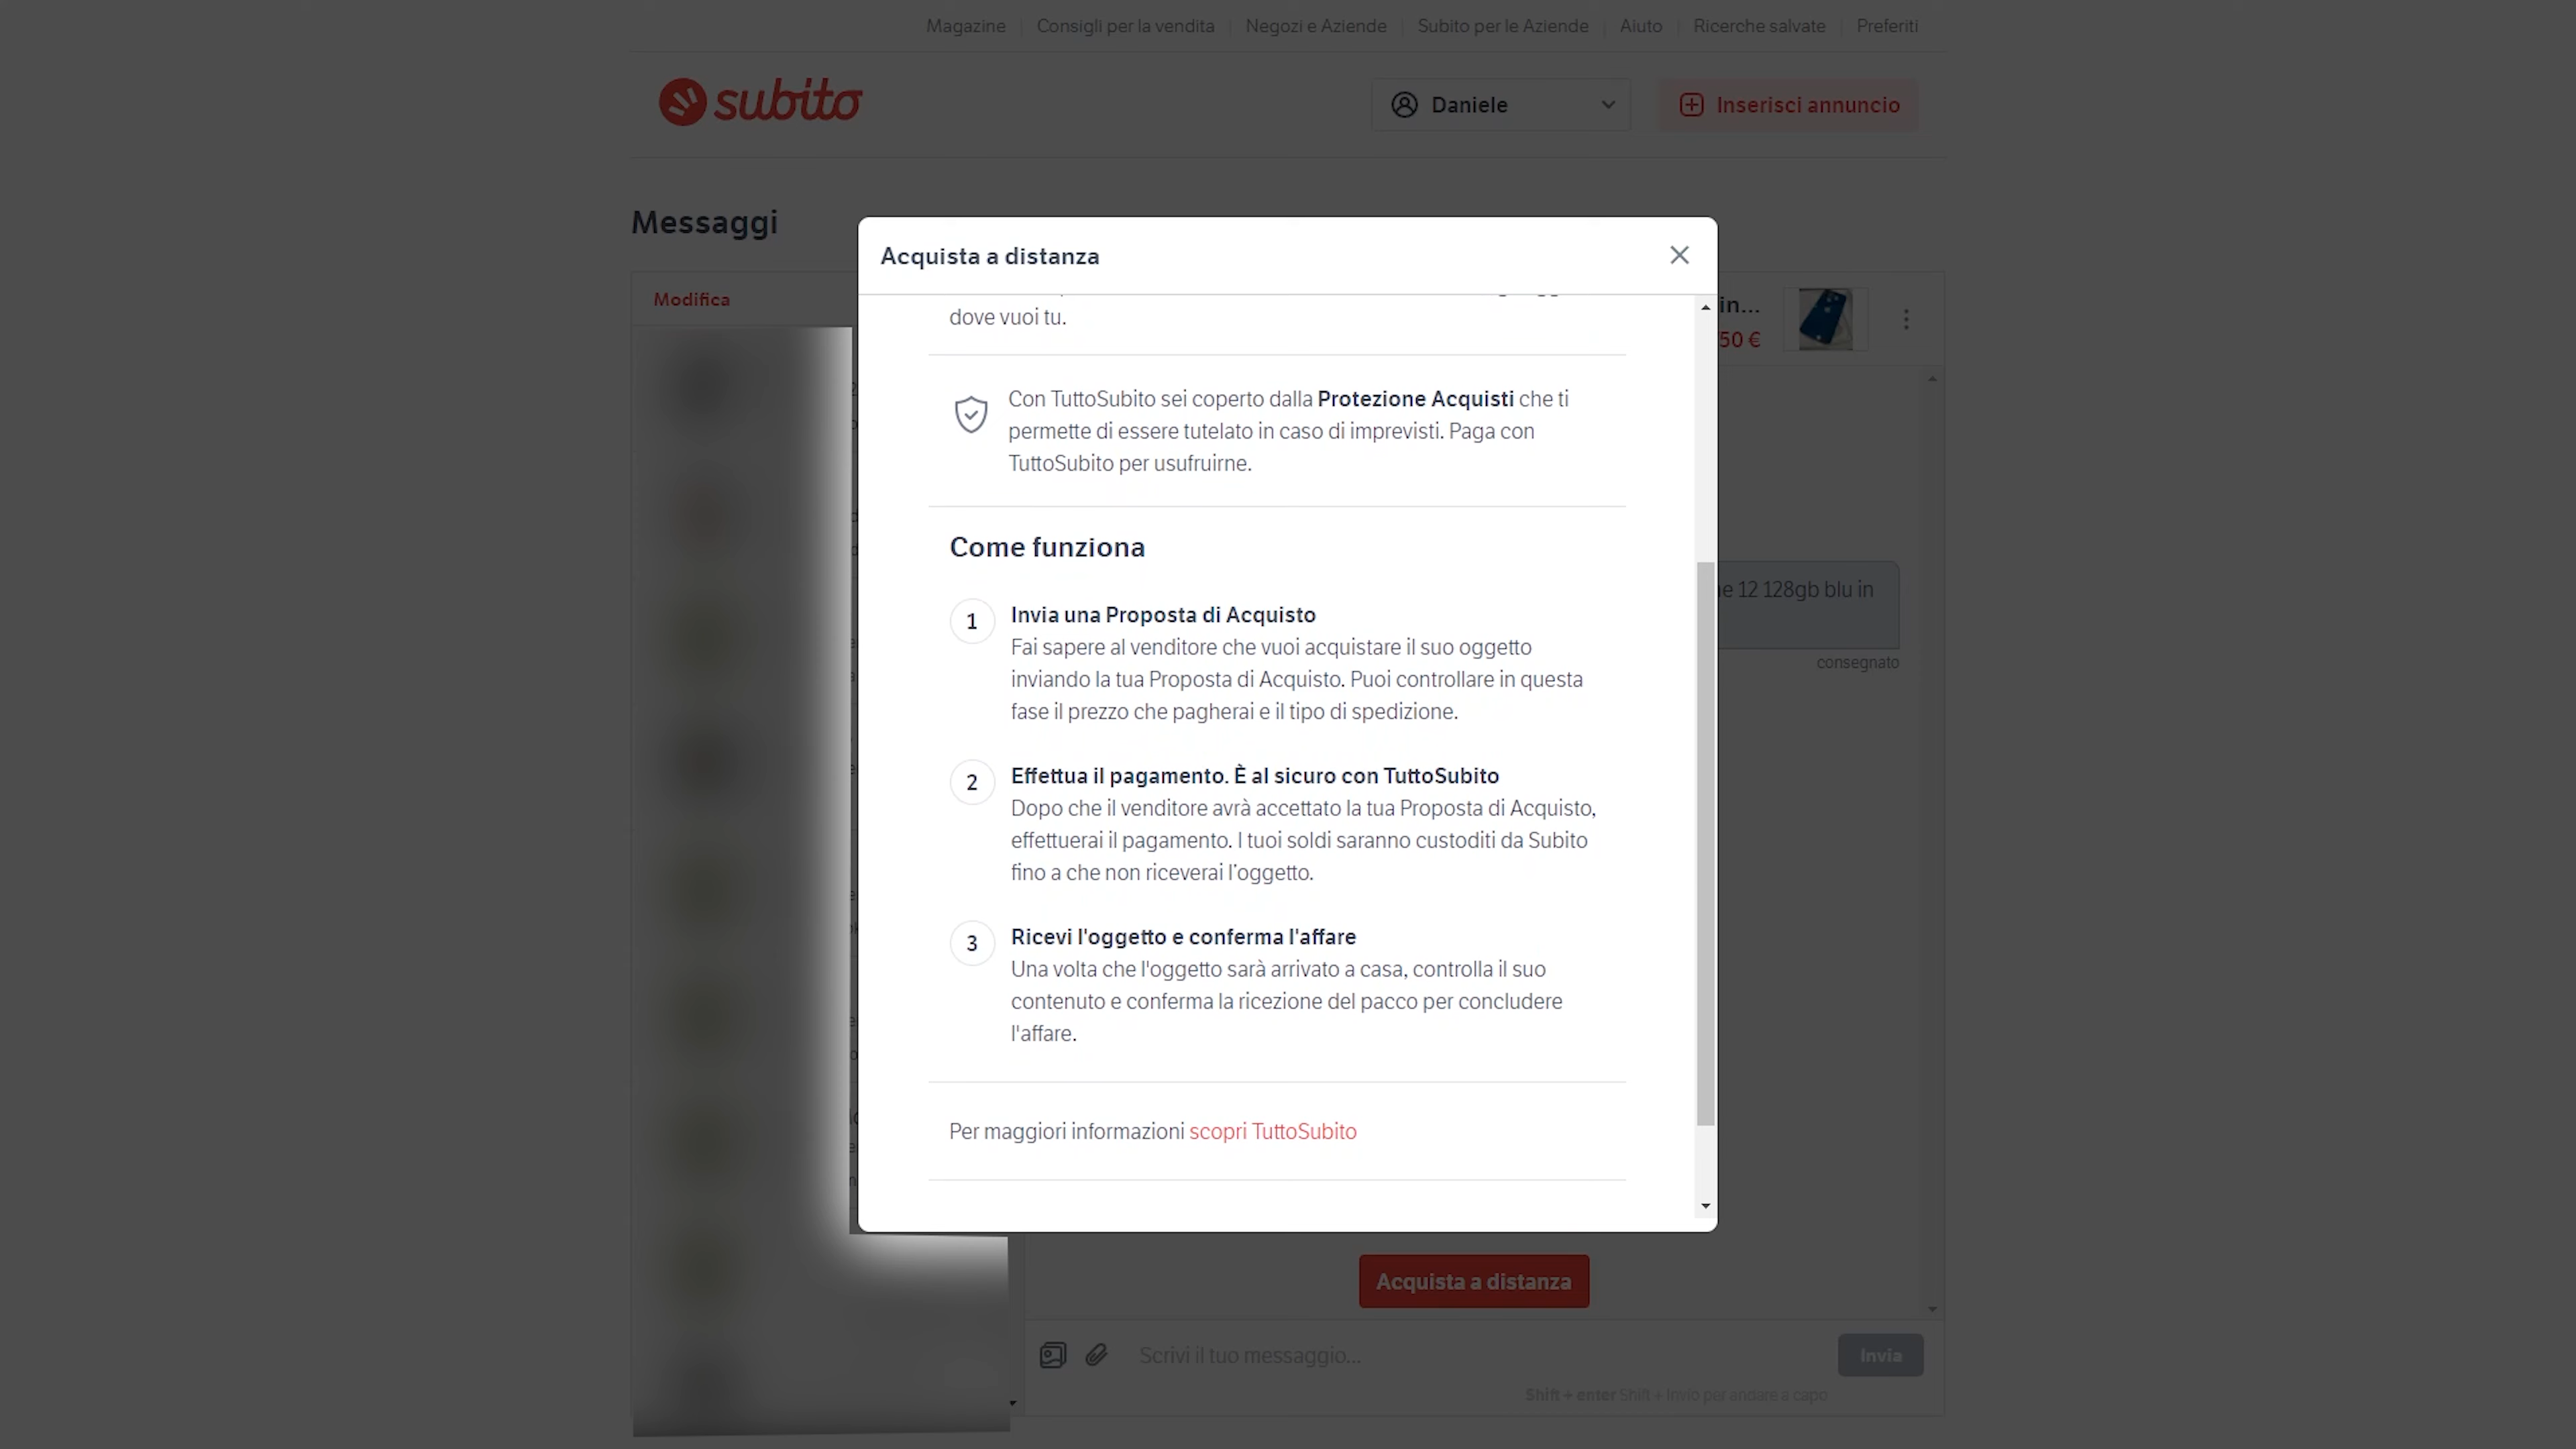 Magazine
Consigli per la vendita
Negozi e Aziende
Subito per le Aziende
Aiuto
Ricerche salvate
Preferiti
subito
Daniele
Inserisci annuncio
Messaggi
Modifica
Acquista a distanza
in...
50 €
dove vuoi tu.
Con TuttoSubito sei coperto dalla Protezione Acquisti che ti
permette di essere tutelato in caso di imprevisti. Paga con
TuttoSubito per usufruirne.
Come funziona
1
Invia una Proposta di Acquisto
Fai sapere al venditore che vuoi acquistare il suo oggetto
inviando la tua Proposta di Acquisto. Puoi controllare in questa
fase il prezzo che pagherai e il tipo di spedizione.
12 128gb blu in
consegnato
2
Effettua il pagamento. È al sicuro con TuttoSubito
Dopo che il venditore avrà accettato la tua Proposta di Acquisto,
effettuerai il pagamento. I tuoi soldi saranno custoditi da Subito
fino a che non riceverai l'oggetto.
3
Ricevi l'oggetto e conferma l'affare
Una volta che l'oggetto sarà arrivato a casa, controlla il suo
contenuto e conferma la ricezione del pacco per concludere
l'affare.
Per maggiori informazioni scopri TuttoSubito
Acquista a distanza
Scrivi il tuo messaggio...
Invia
Shift + enter Shift + Invio per andare a capo